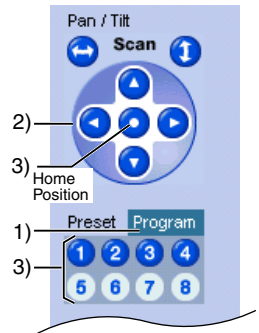 Pan / Tilt
Scan
2)
3)
Home
Position
Preset Program
1)
3)
1 2 3 4
5 6 7 8